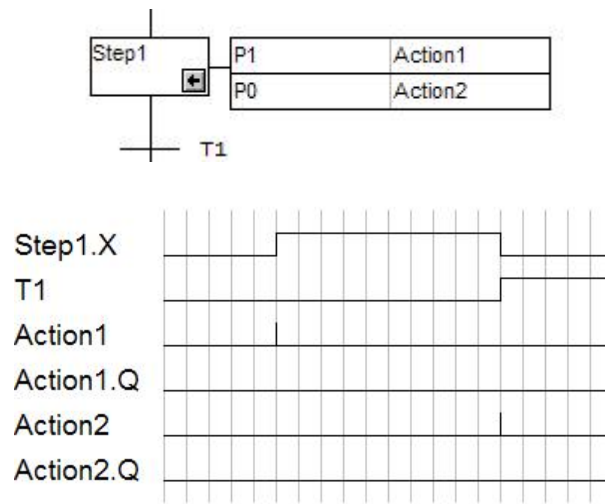 Step1 P1 Action1
P0 Action2
T1
Step1.X
T1
Action1
Action1.Q
Action2
Action2.Q